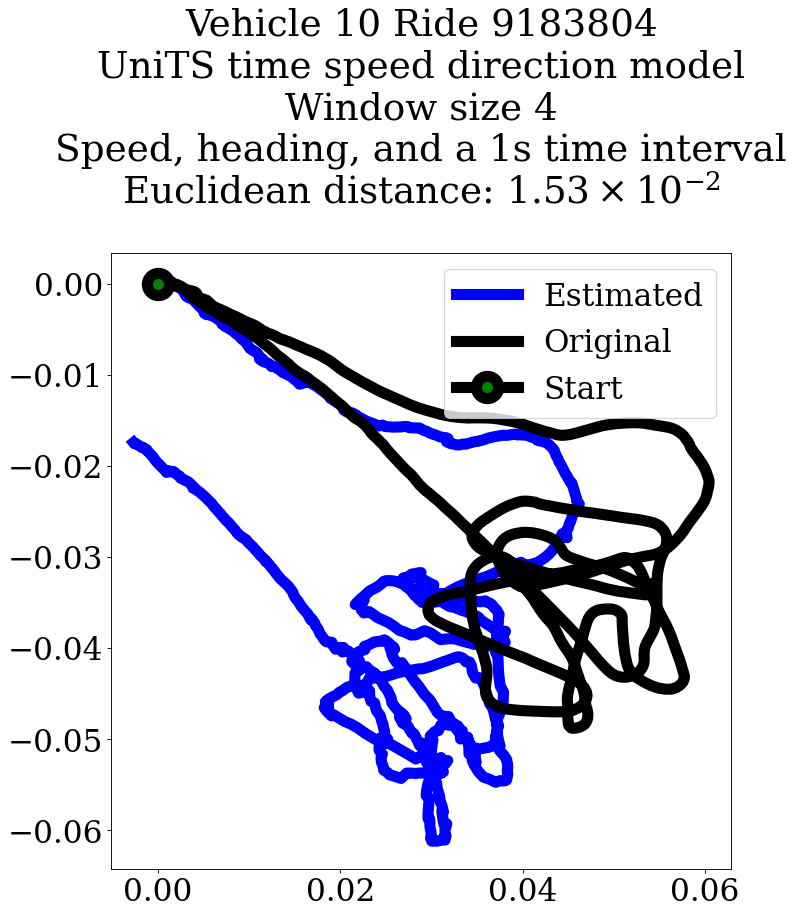 Vehicle 10 Ride 9183804
UniTS time speed direction model
Window size 4
Speed, heading, and a 1s time interval
Euclidean distance: 1.53 × 10⁻²
Estimated
Original
Start
0.00
−0.01
−0.02
−0.03
−0.04
−0.05
−0.06
0.00 0.02 0.04 0.06